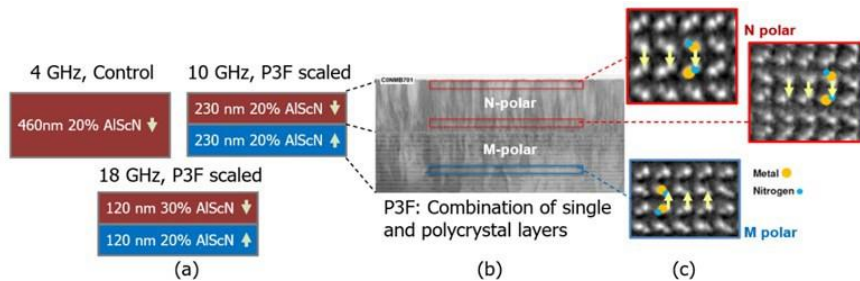 4 GHz, Control
460nm 20% AlScN
10 GHz, P3F scaled
230 nm 20% AlScN
230 nm 20% AlScN
18 GHz, P3F scaled
120 nm 30% AlScN
120 nm 20% AlScN
(a)
N-polar
M-polar
P3F: Combination of single
and polycrystal layers
(b)
N polar
Metal
Nitrogen
M polar
(c)